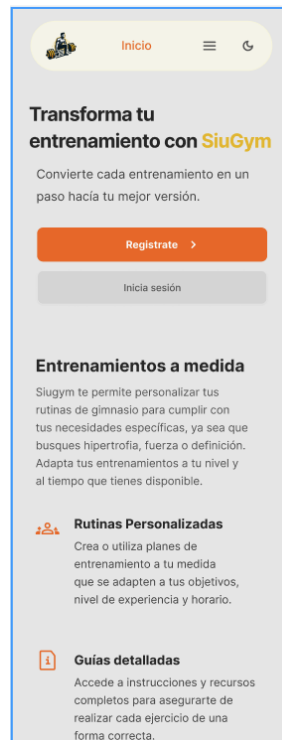 Inicio
Transforma tu
entrenamiento con SiuGym
Convierte cada entrenamiento en un
paso hacía tu mejor versión.
Registrate
Inicia sesión
Entrenamientos a medida
Siugym te permite personalizar tus
rutinas de gimnasio para cumplir con
tus necesidades específicas, ya sea que
busques hipertrofia, fuerza o definición.
Adapta tus entrenamientos a tu nivel y
al tiempo que tienes disponible.
Rutinas Personalizadas
Crea o utiliza planes de
entrenamiento a tu medida
que se adapten a tus objetivos,
nivel de experiencia y horario.
Guías detalladas
Accede a instrucciones y recursos
completos para asegurarte de
realizar cada ejercicio de una
forma correcta.